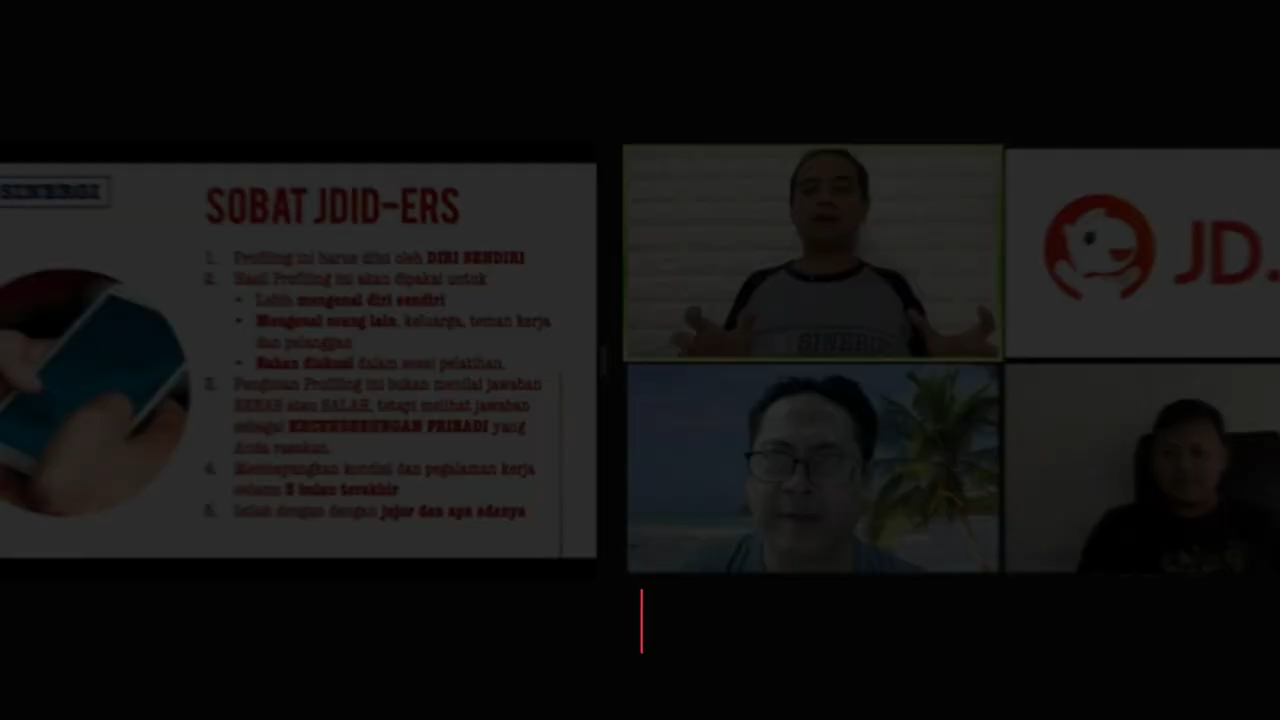 SINERGI
SOBAT JDID-ERS
1. Profiling ini harus diisi oleh DIRI SENDIRI
2. Hasil Profiling ini akan dipakai untuk
• Lebih mengenal diri sendiri
• Mengenal orang lain, keluarga, teman kerja
dan pelanggan
• Bahan diskusi dalam sesi pelatihan.
3. Pengisian Profiling ini bukan menilai jawaban
BENAR atau SALAH, tetapi melihat jawaban
sebagai KECENDERUNGAN PRIBADI yang
Anda rasakan.
4. Membayangkan kondisi dan pegalaman kerja
selama 3 bulan terakhir
5. Isilah dengan dengan jujur dan apa adanya
JD.